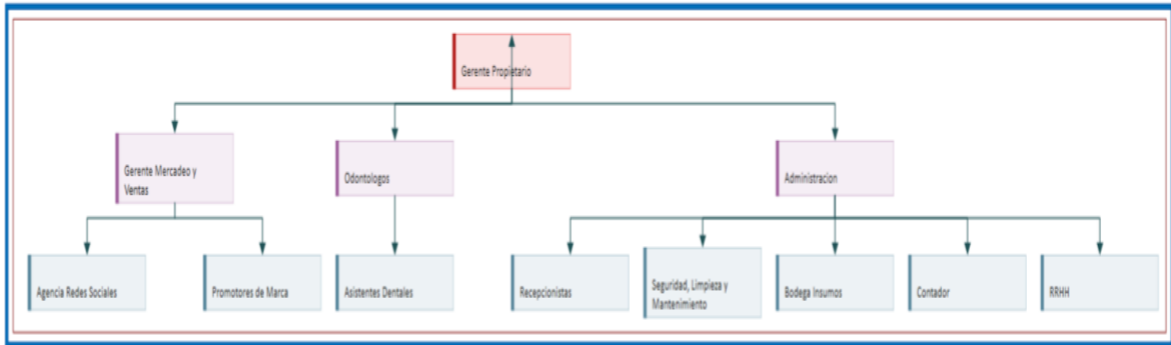 Gerente Propietario
Gerente Mercadeo y
Ventas
Odontologos
Administracion
Agencia Redes Sociales
Promotores de Marca
Asistentes Dentales
Recepcionistas
Seguridad, Limpieza y
Mantenimiento
Bodega Insumos
Contador
RRHH